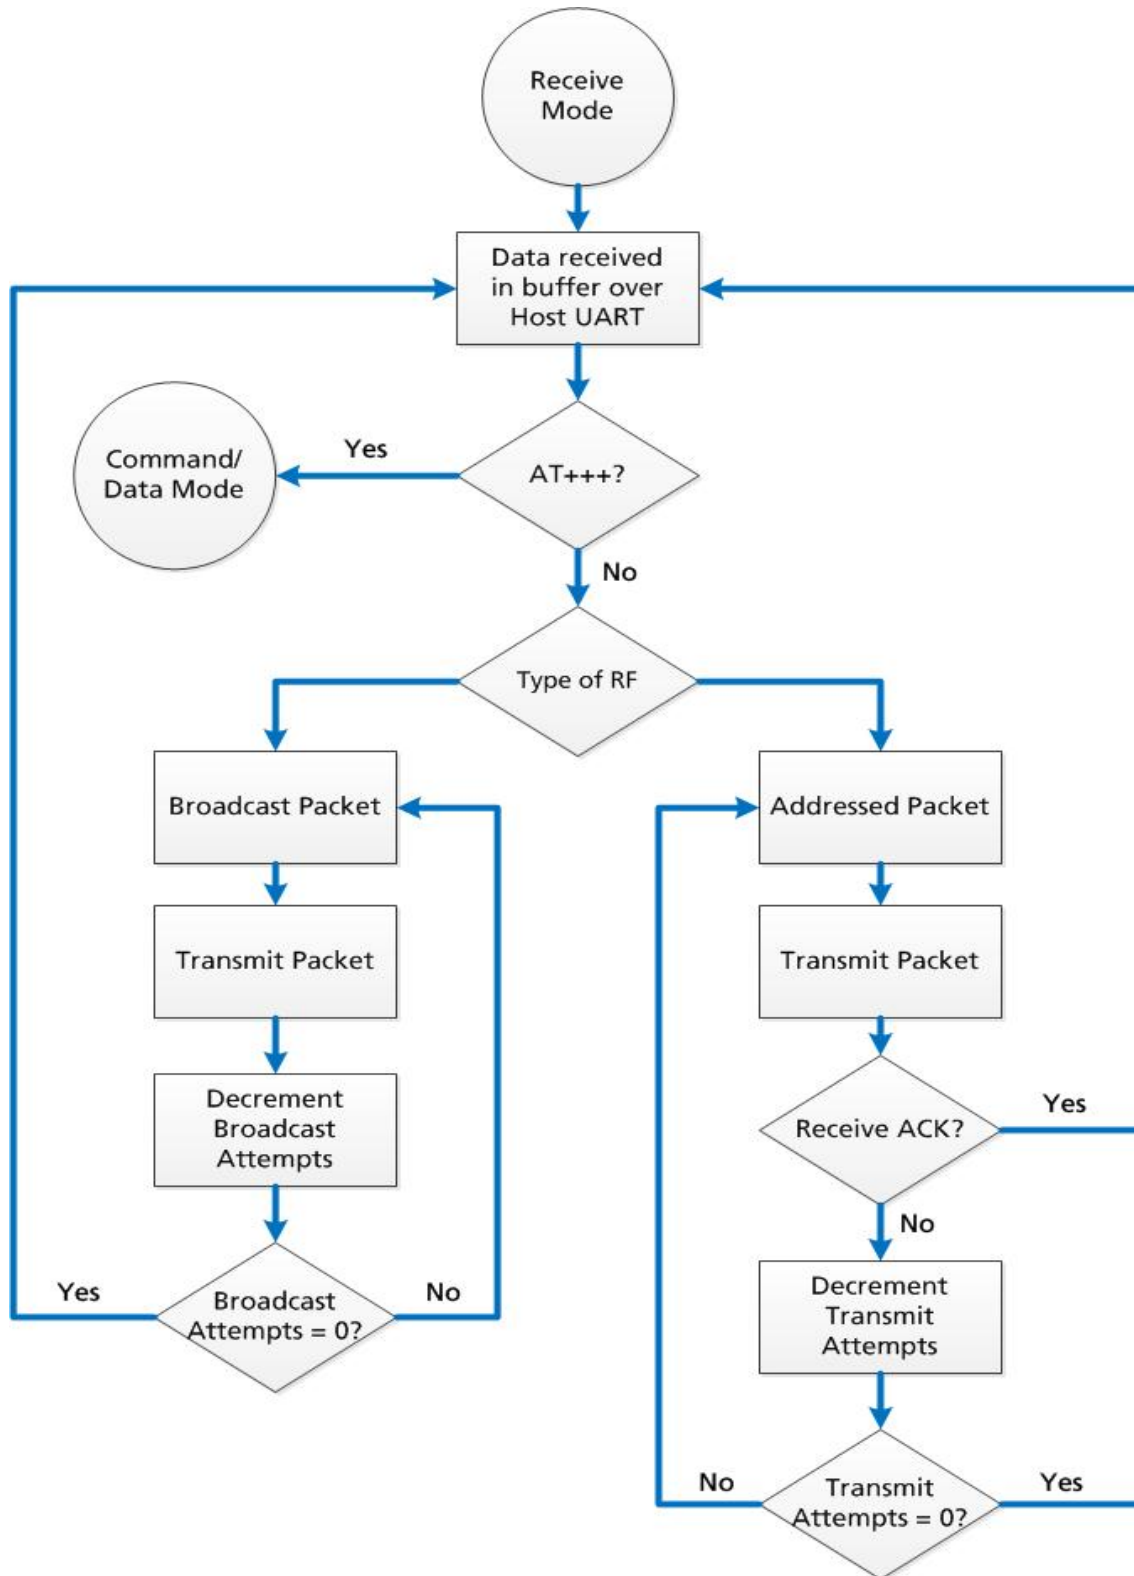 Receive
Mode
Data received
in buffer over
Host UART
Command/
Data Mode
Yes
AT+++?
No
Type of RF
Broadcast Packet
Transmit Packet
Decrement
Broadcast
Attempts
Yes
Broadcast
Attempts = 0?
No
Addressed Packet
Transmit Packet
Receive ACK?
Yes
No
Decrement
Transmit
Attempts
No
Transmit
Attempts = 0?
Yes